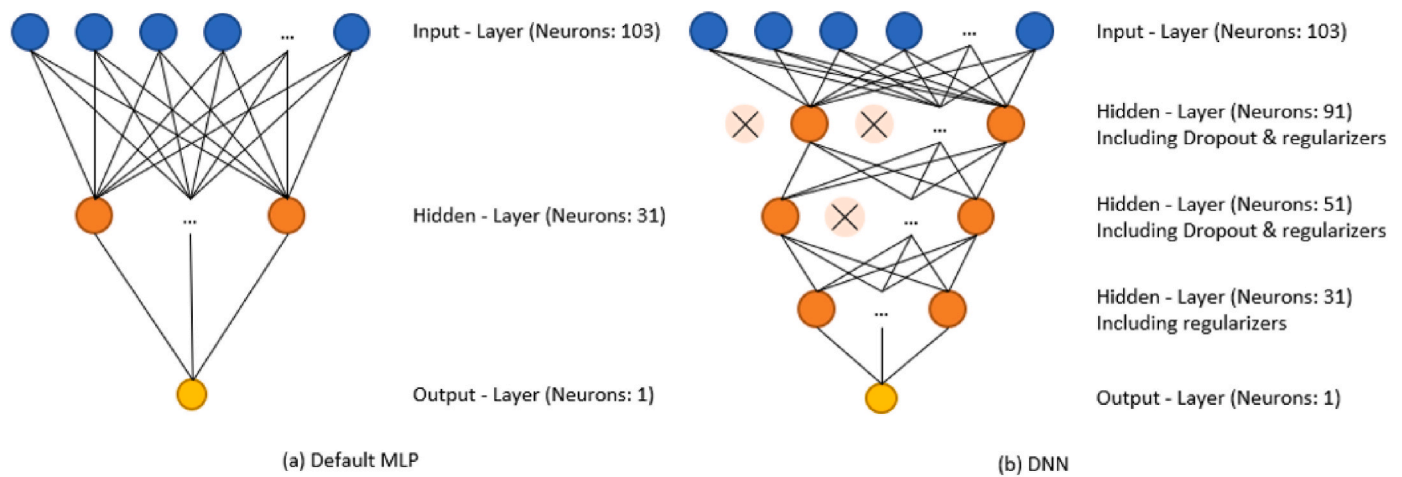 ...
Input - Layer (Neurons: 103)
Hidden - Layer (Neurons: 31)
...
Output - Layer (Neurons: 1)
(a) Default MLP
...
Input - Layer (Neurons: 103)
...
Hidden - Layer (Neurons: 91)
Including Dropout & regularizers
...
Hidden - Layer (Neurons: 51)
Including Dropout & regularizers
...
Hidden - Layer (Neurons: 31)
Including regularizers
Output - Layer (Neurons: 1)
(b) DNN